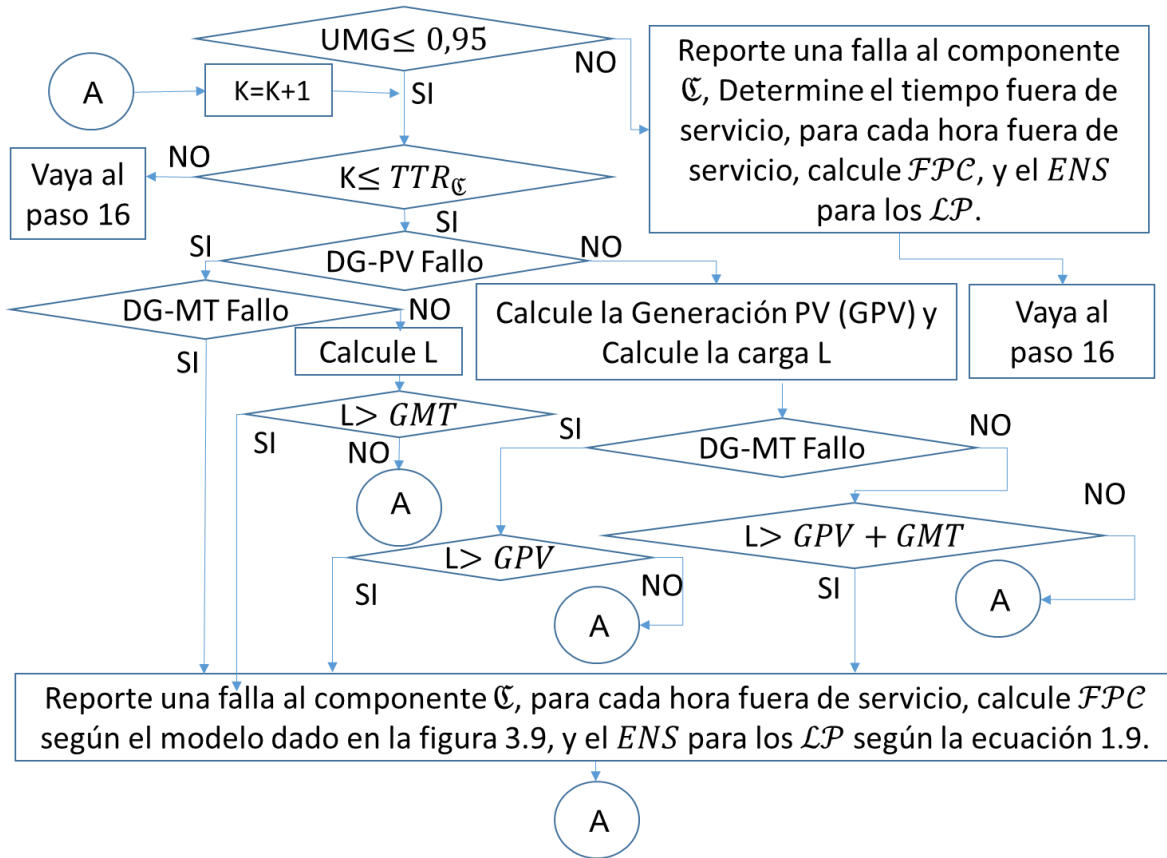 UMG≤ 0,95
NO
SI
A
K=K+1
Reporte una falla al componente
ℭ, Determine el tiempo fuera de
servicio, para cada hora fuera de
servicio, calcule ℱ𝒫𝒞, y el 𝐸𝑁𝑆
para los ℒ𝒫.
NO
Vaya al
paso 16
K≤ 𝑇𝑇𝑅ℭ
SI
SI
DG-PV Fallo
NO
DG-MT Fallo
NO
SI
Calcule L
Calcule la Generación PV (GPV) y
Calcule la carga L
Vaya al
paso 16
L> 𝐺𝑀𝑇
SI
NO
A
SI
DG-MT Fallo
NO
L> 𝐺𝑃𝑉
SI
NO
A
L> 𝐺𝑃𝑉 + 𝐺𝑀𝑇
NO
SI
A
Reporte una falla al componente ℭ, para cada hora fuera de servicio, calcule ℱ𝒫𝒞
según el modelo dado en la figura 3.9, y el 𝐸𝑁𝑆 para los ℒ𝒫 según la ecuación 1.9.
A